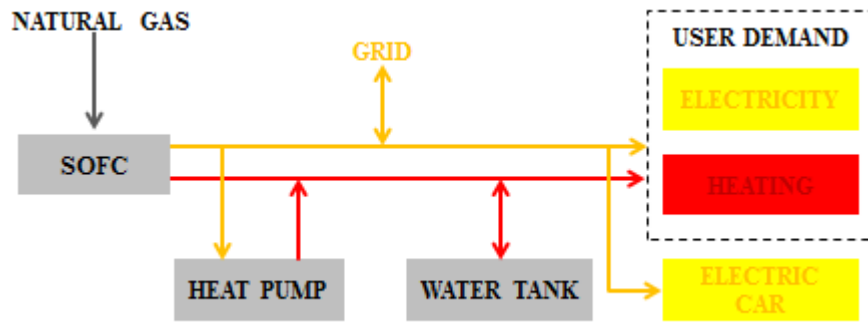 NATURAL GAS
GRID
USER DEMAND
ELECTRICITY
SOFC
HEATING
HEAT PUMP
WATER TANK
ELECTRIC
CAR